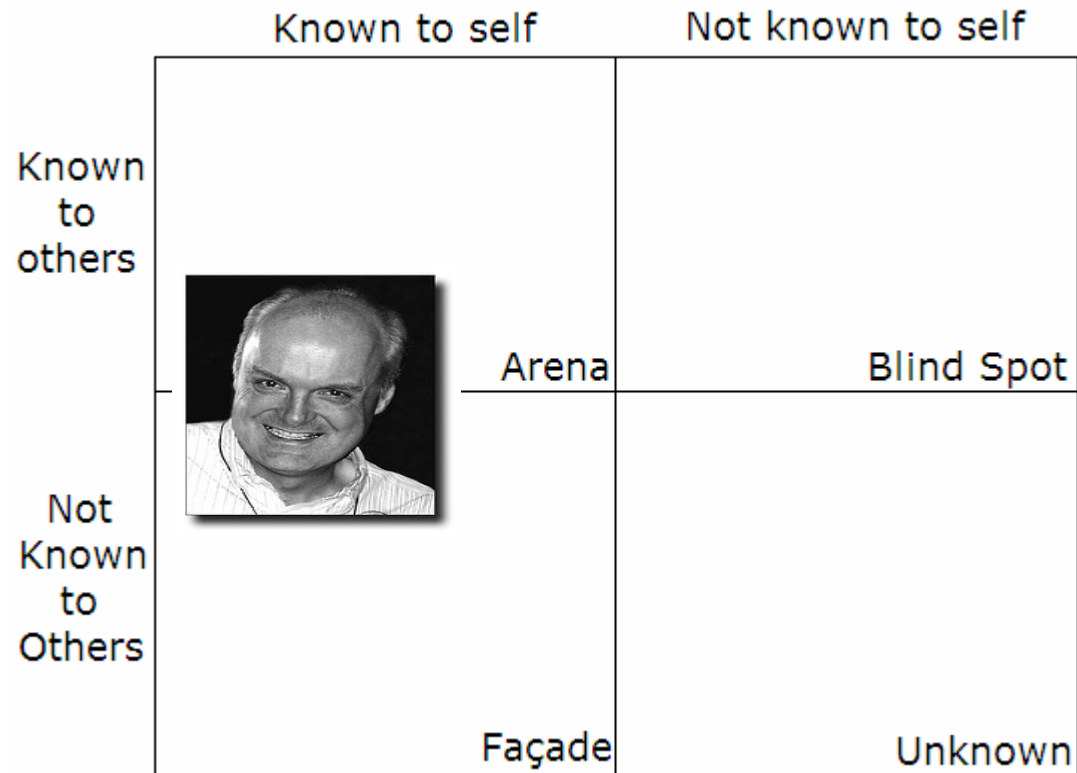 Known to self
Not known to self
Known
to
others
Arena
Blind Spot
Not
Known
to
Others
Façade
Unknown